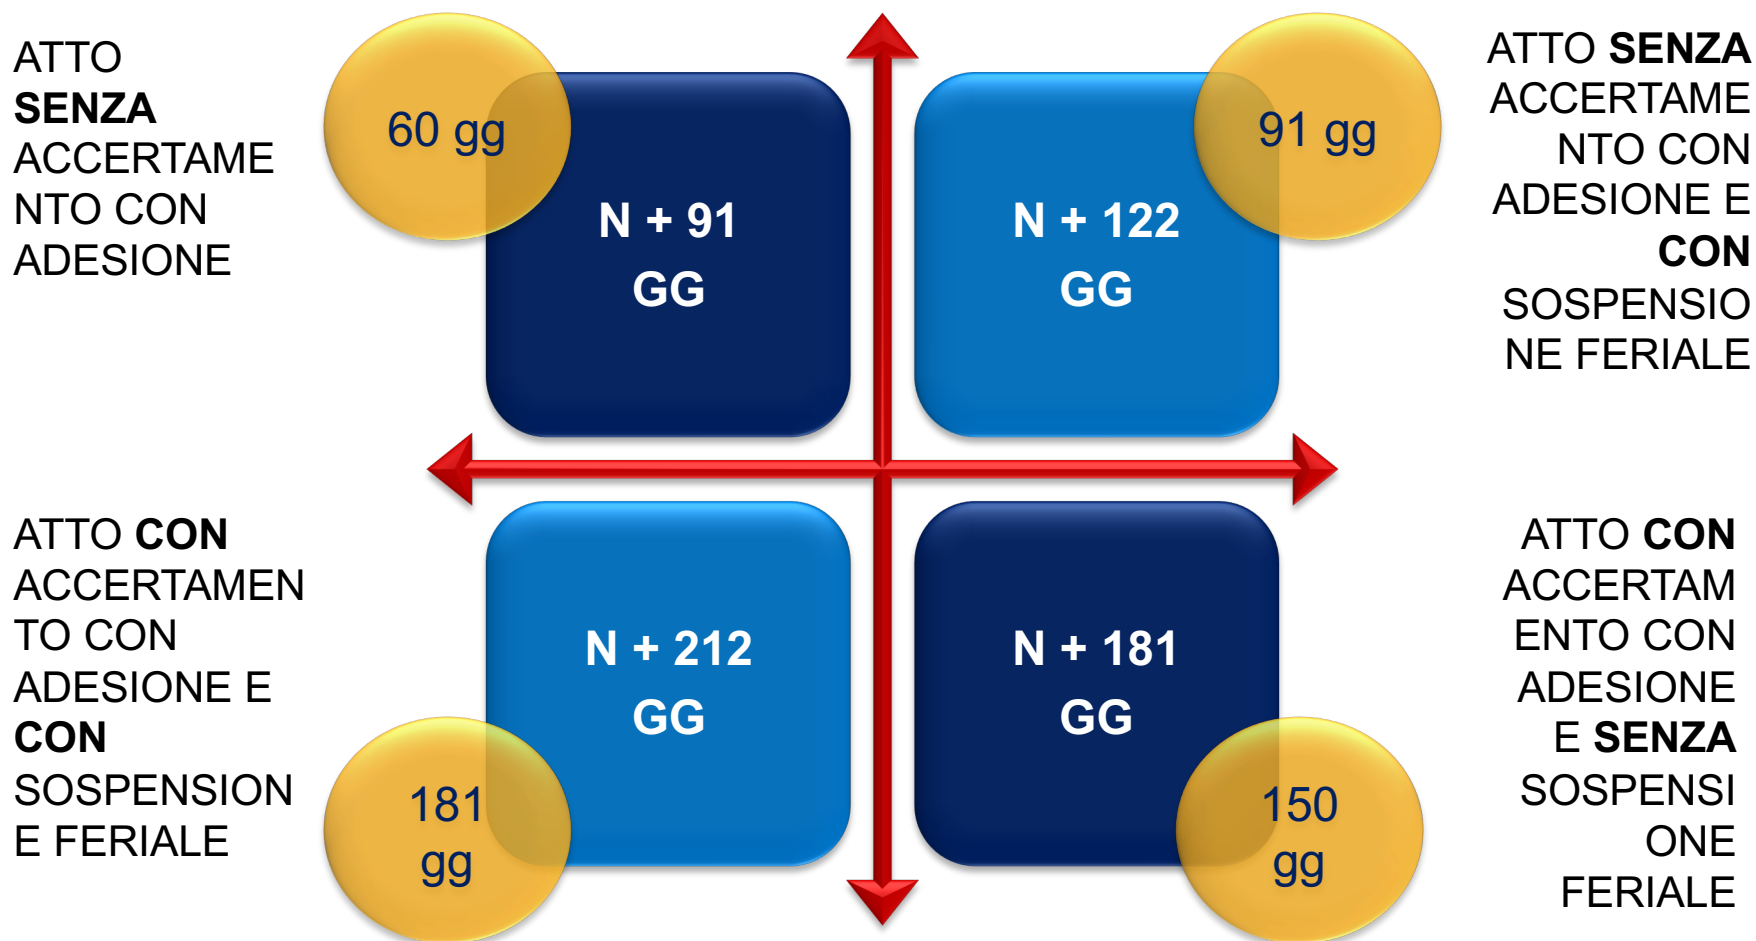 ATTO
SENZA
ACCERTAME
NTO CON
ADESIONE
60 gg
N + 91
GG
N + 122
GG
91 gg
ATTO SENZA
ACCERTAME
NTO CON
ADESIONE E
CON
SOSPENSIO
NE FERIALE
ATTO CON
ACCERTAMEN
TO CON
ADESIONE E
CON
SOSPENSION
E FERIALE
N + 212
GG
181
gg
N + 181
GG
150
gg
ATTO CON
ACCERTAM
ENTO CON
ADESIONE
E SENZA
SOSPENSI
ONE
FERIALE